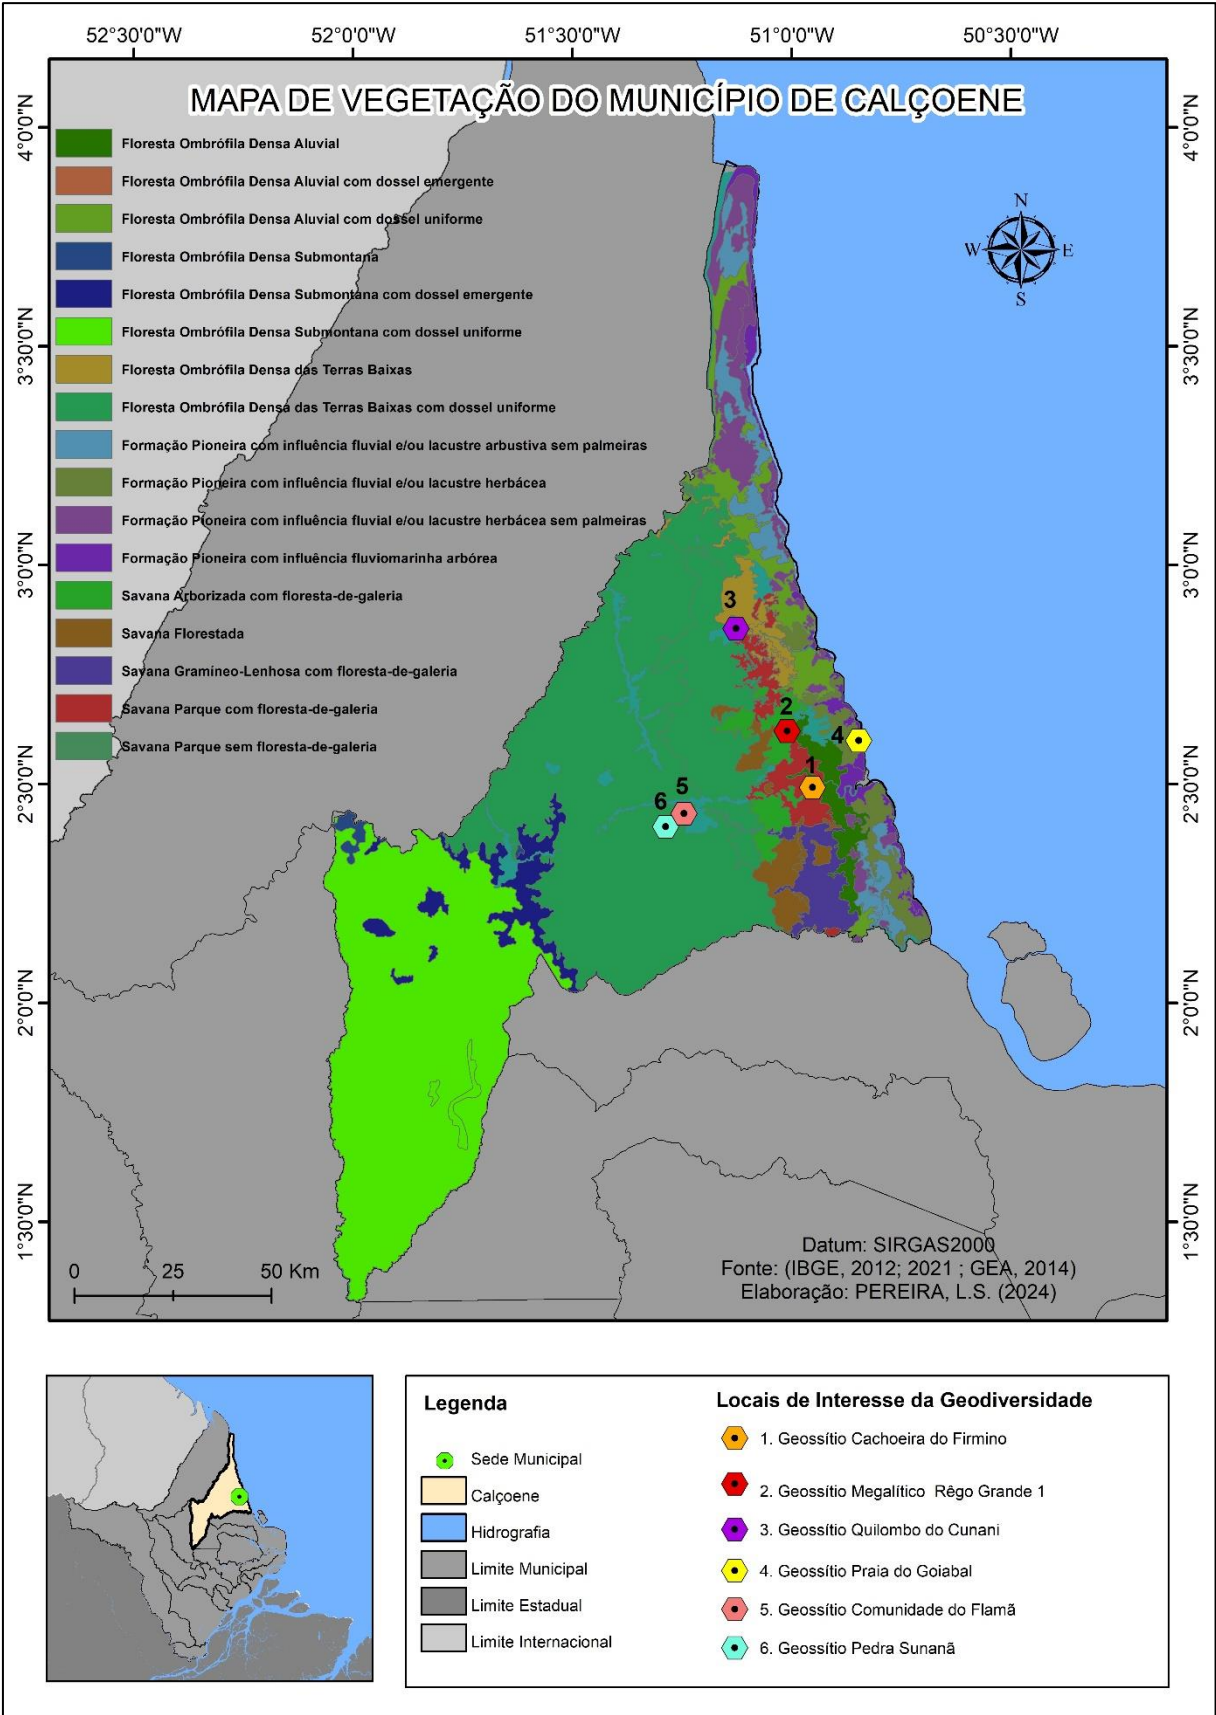 52°30'0"W 52°0'0"W 51°30'0"W 51°0'0"W 50°30'0"W
MAPA DE VEGETAÇÃO DO MUNICÍPIO DE CALÇOENE
4°0'0"N 4°0'0"N
Floresta Ombrófila Densa Aluvial
Floresta Ombrófila Densa Aluvial com dossel emergente
Floresta Ombrófila Densa Aluvial com dossel uniforme
Floresta Ombrófila Densa Submontana
Floresta Ombrófila Densa Submontana com dossel emergente
Floresta Ombrófila Densa Submontana com dossel uniforme
Floresta Ombrófila Densa das Terras Baixas
Floresta Ombrófila Densa das Terras Baixas com dossel uniforme
Formação Pioneira com influência fluvial e/ou lacustre arbustiva sem palmeiras
Formação Pioneira com influência fluvial e/ou lacustre herbácea
Formação Pioneira com influência fluvial e/ou lacustre herbácea sem palmeiras
Formação Pioneira com influência fluviomarinha arbórea
Savana Arborizada com floresta-de-galeria
Savana Florestada
Savana Gramíneo-Lenhosa com floresta-de-galeria
Savana Parque com floresta-de-galeria
Savana Parque sem floresta-de-galeria
N
W E
S
3°30'0"N 3°30'0"N
3°0'0"N 3°0'0"N
3
2
4
1
2°30'0"N 2°30'0"N
5
6
2°0'0"N 2°0'0"N
1°30'0"N 1°30'0"N
0 25 50 Km
Datum: SIRGAS2000
Fonte: (IBGE, 2012; 2021 ; GEA, 2014)
Elaboração: PEREIRA, L.S. (2024)
Legenda
Sede Municipal
Calçoene
Hidrografia
Limite Municipal
Limite Estadual
Limite Internacional
Locais de Interesse da Geodiversidade
1. Geossítio Cachoeira do Firmino
2. Geossítio Megalítico Rêgo Grande 1
3. Geossítio Quilombo do Cunani
4. Geossítio Praia do Goiabal
5. Geossítio Comunidade do Flamã
6. Geossítio Pedra Sunanã